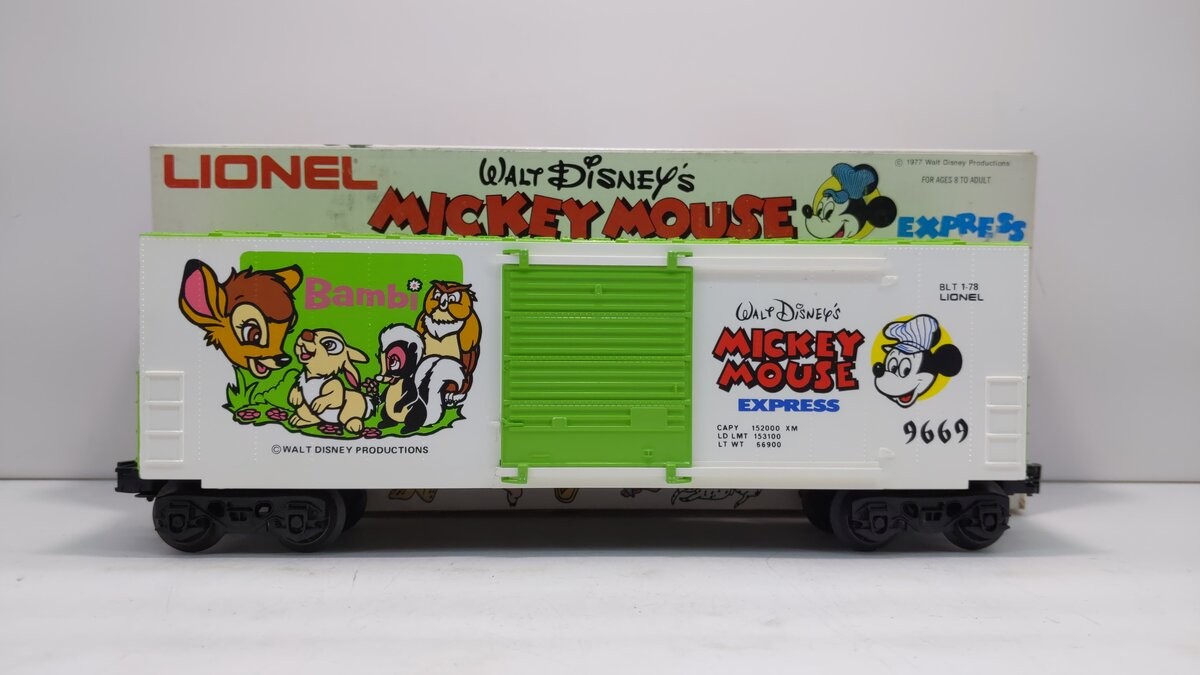 LIONEL
WALT DISNEY'S
MICKEY MOUSE
EXPRESS
© 1977 Walt Disney Productions
FOR AGES 8 TO ADULT
Bambi
©WALT DISNEY PRODUCTIONS
BLT 1-78
LIONEL
WALT DISNEY'S
MICKEY
MOUSE
EXPRESS
CAPY 152000 XM
LD LMT 153100
LT WT 66900
9669